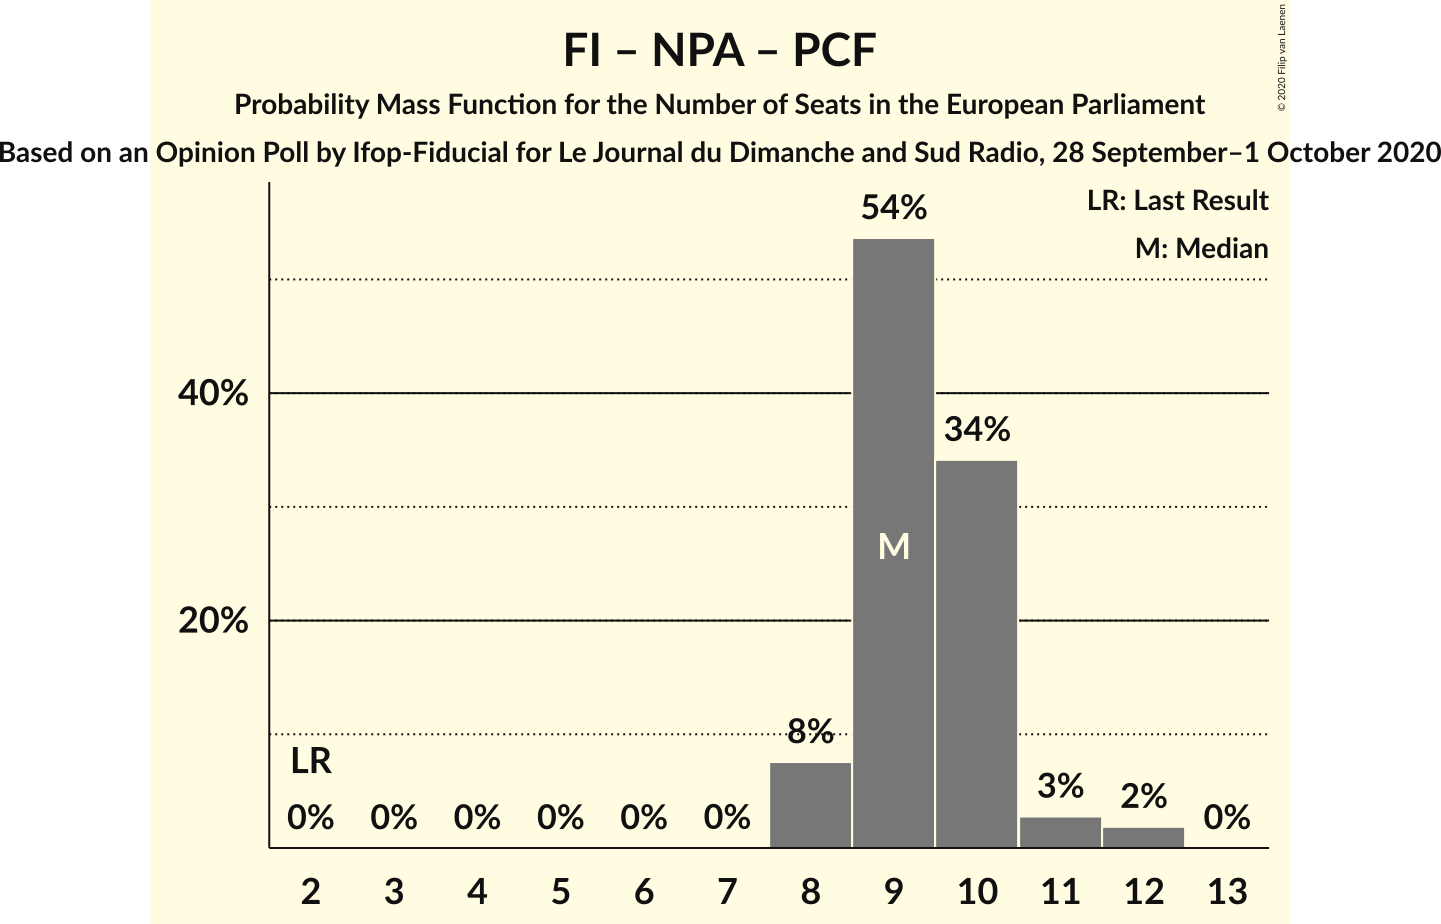 FI – NPA – PCF
Probability Mass Function for the Number of Seats in the European Parliament
Based on an Opinion Poll by Ifop-Fiducial for Le Journal du Dimanche and Sud Radio, 28 September–1 October 2020
© 2020 Filip van Laenen
LR: Last Result
M: Median
54%
40%
34%
M
20%
8%
LR
3%
2%
0% 0% 0% 0% 0% 0% 0%
2 3 4 5 6 7 8 9 10 11 12 13